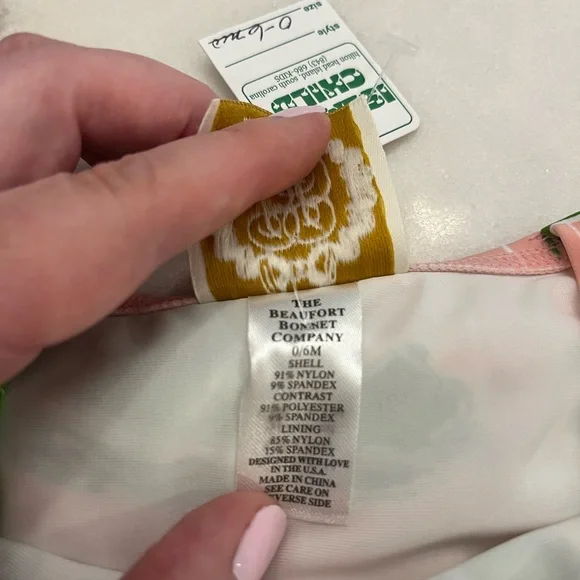 style
size 0-6mos
hilton head island south carolina
(843) 686-KIDS
THE
BEAUFORT
BONNET
COMPANY
0/6M
SHELL
91% NYLON
9% SPANDEX
CONTRAST
91% POLYESTER
9% SPANDEX
LINING
85% NYLON
15% SPANDEX
DESIGNED WITH LOVE
IN THE U.S.A.
MADE IN CHINA
SEE CARE ON
VERSE SIDE